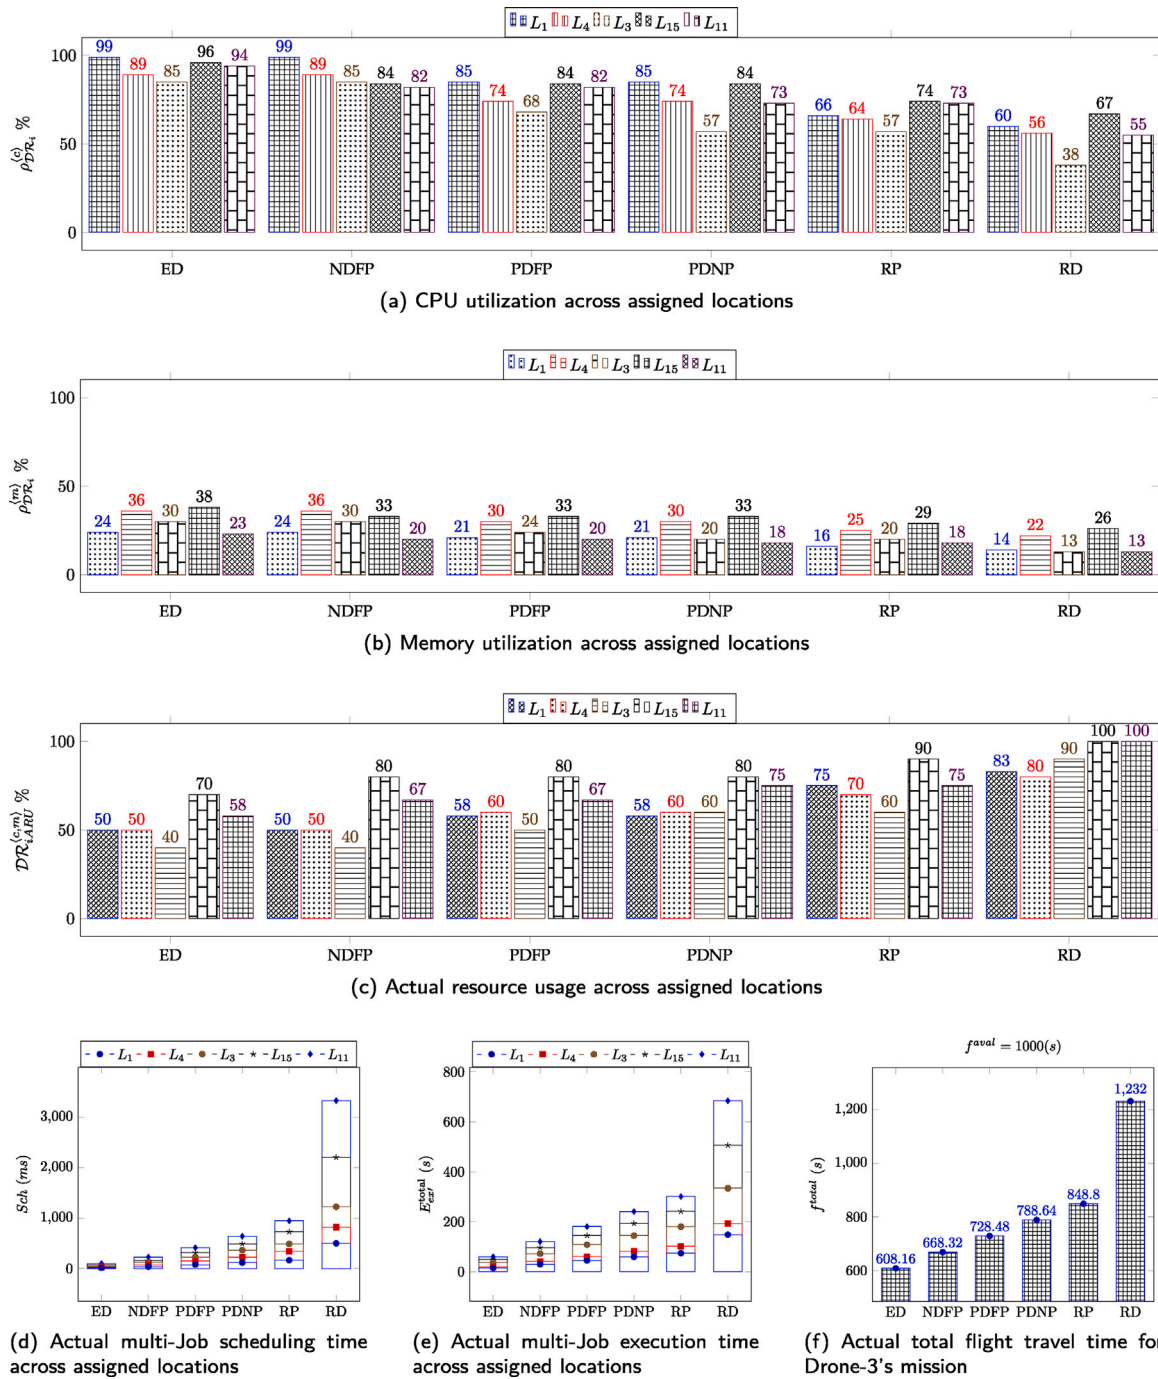 L₁ L₄ L₃ L₁₅ L₁₁
99 89 85 96 94 99 89 85 84 82 85 74 68 84 82 85 74 57 84 73 66 64 57 74 73 60 56 38 67 55
100
50
0
ρ⟨c⟩DRᵢ %
ED NDFP PDFP PDNP RP RD
(a) CPU utilization across assigned locations
L₁ L₄ L₃ L₁₅ L₁₁
24 36 30 38 23 24 36 30 33 20 21 30 24 33 20 21 30 20 33 18 16 25 20 29 18 14 22 13 26 13
100
50
0
ρ⟨m⟩DRᵢ %
ED NDFP PDFP PDNP RP RD
(b) Memory utilization across assigned locations
L₁ L₄ L₃ L₁₅ L₁₁
50 50 40 70 58 50 50 40 80 67 58 60 50 80 67 58 60 60 80 75 75 70 60 90 75 83 80 90 100 100
100
50
0
DRᵢ⟨c,m⟩ARU %
ED NDFP PDFP PDNP RP RD
(c) Actual resource usage across assigned locations
L₁ L₄ L₃ L₁₅ L₁₁
3,000
2,000
1,000
0
Sch (ms)
ED NDFP PDFP PDNP RP RD
(d) Actual multi-Job scheduling time
across assigned locations
L₁ L₄ L₃ L₁₅ L₁₁
800
600
400
200
0
E^total_ex′ (s)
ED NDFP PDFP PDNP RP RD
(e) Actual multi-Job execution time
across assigned locations
f^aval = 1000(s)
1,200
1,000
800
600
f^total (s)
608.16 668.32 728.48 788.64 848.8 1,232
ED NDFP PDFP PDNP RP RD
(f) Actual total flight travel time for
Drone-3's mission